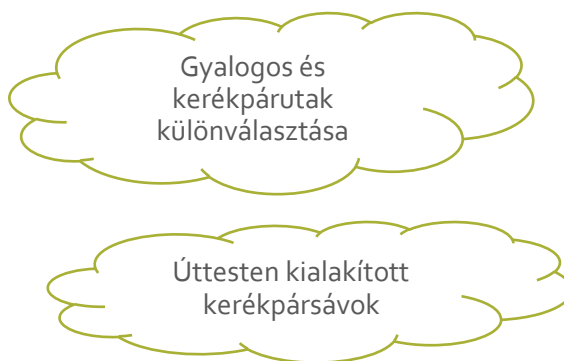 Gyalogos és
kerékpárutak
különválasztása
Úttesten kialakított
kerékpársávok